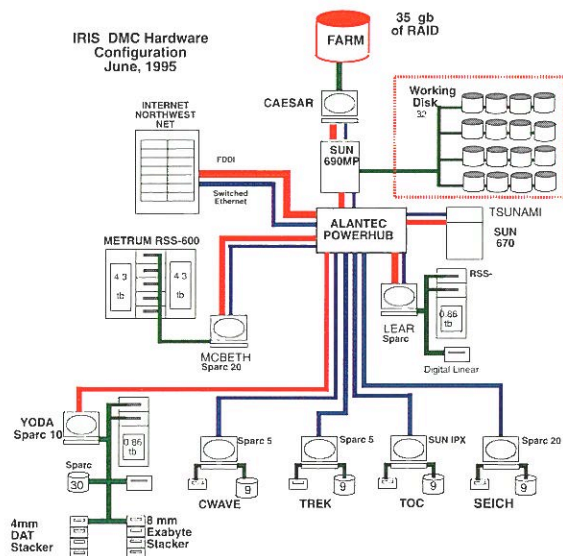 IRIS DMC Hardware
Configuration
June, 1995
35 gb
of RAID
FARM
CAESAR
Working
Disk
32
INTERNET
NORTHWEST
NET
SUN
690MP
FDDI
Switched
Ethernet
ALANTEC
POWERHUB
TSUNAMI
SUN
670
METRUM RSS-600
4.3
tb
4.3
tb
RSS-
0.86
tb
LEAR
Sparc
MCBETH
Sparc 20
Digital Linear
YODA
Sparc 10
0.86
tb
Sparc 5
Sparc 5
SUN IPX
Sparc 20
Sparc
30
9
9
9
9
CWAVE
TREK
TOC
SEICH
4mm
DAT
Stacker
8 mm
Exabyte
Stacker